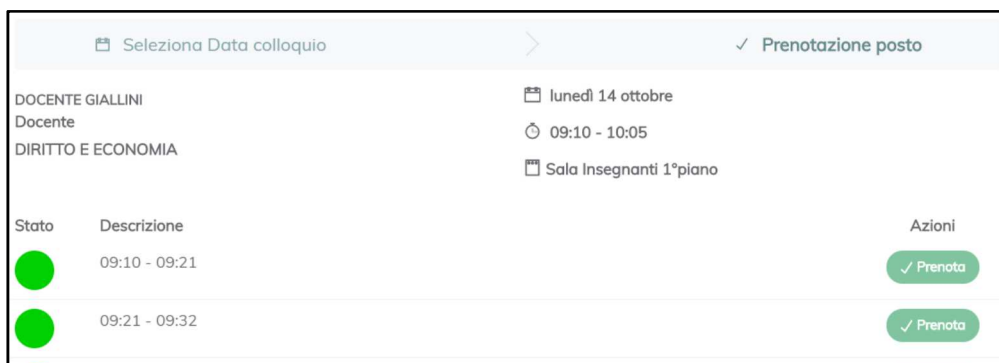 Seleziona Data colloquio
Prenotazione posto
DOCENTE GIALLINI
Docente
DIRITTO E ECONOMIA
lunedì 14 ottobre
09:10 - 10:05
Sala Insegnanti 1°piano
Stato Descrizione Azioni
09:10 - 09:21 Prenota
09:21 - 09:32 Prenota